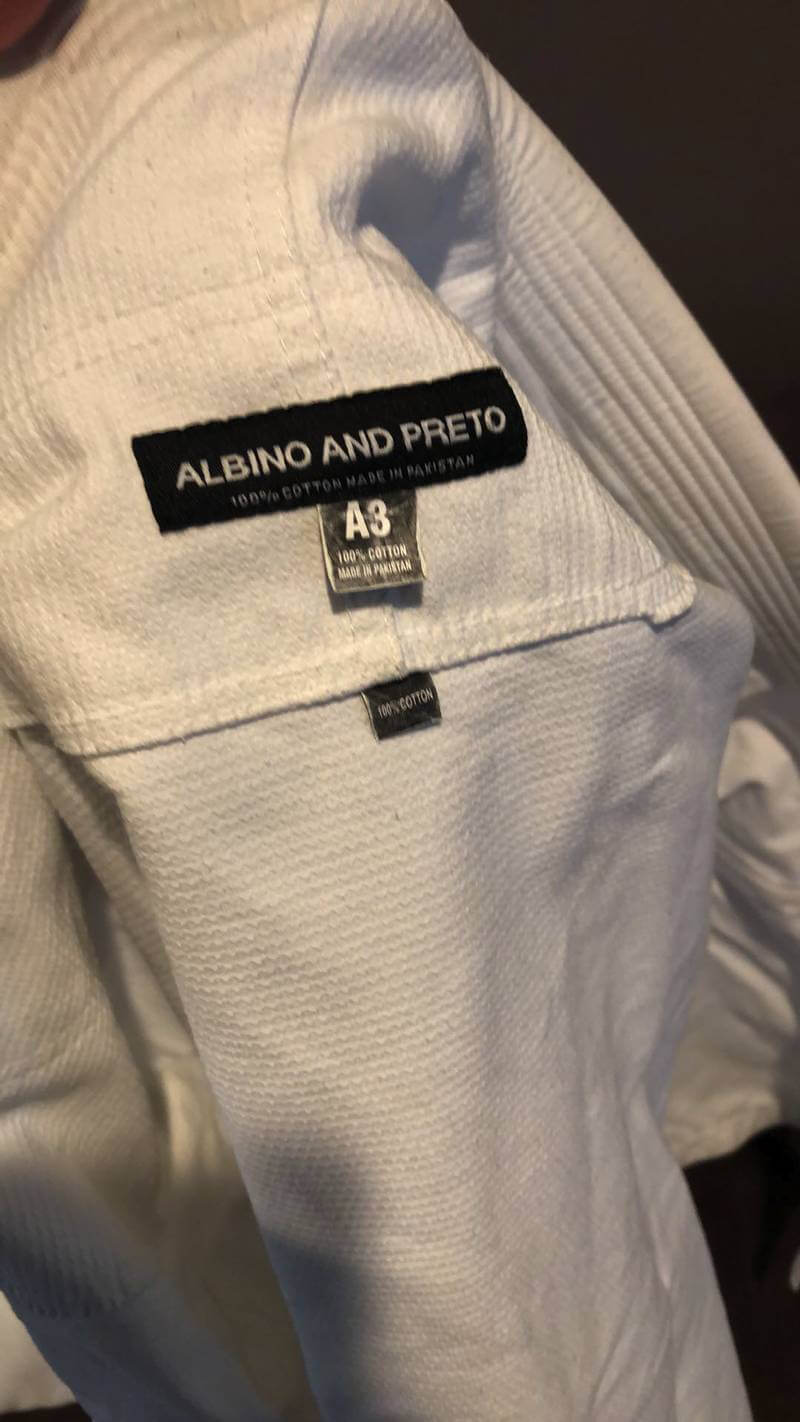 ALBINO AND PRETO
100% COTTON MADE IN PAKISTAN
A3
100% COTTON
MADE IN PAKISTAN
100% COTTON